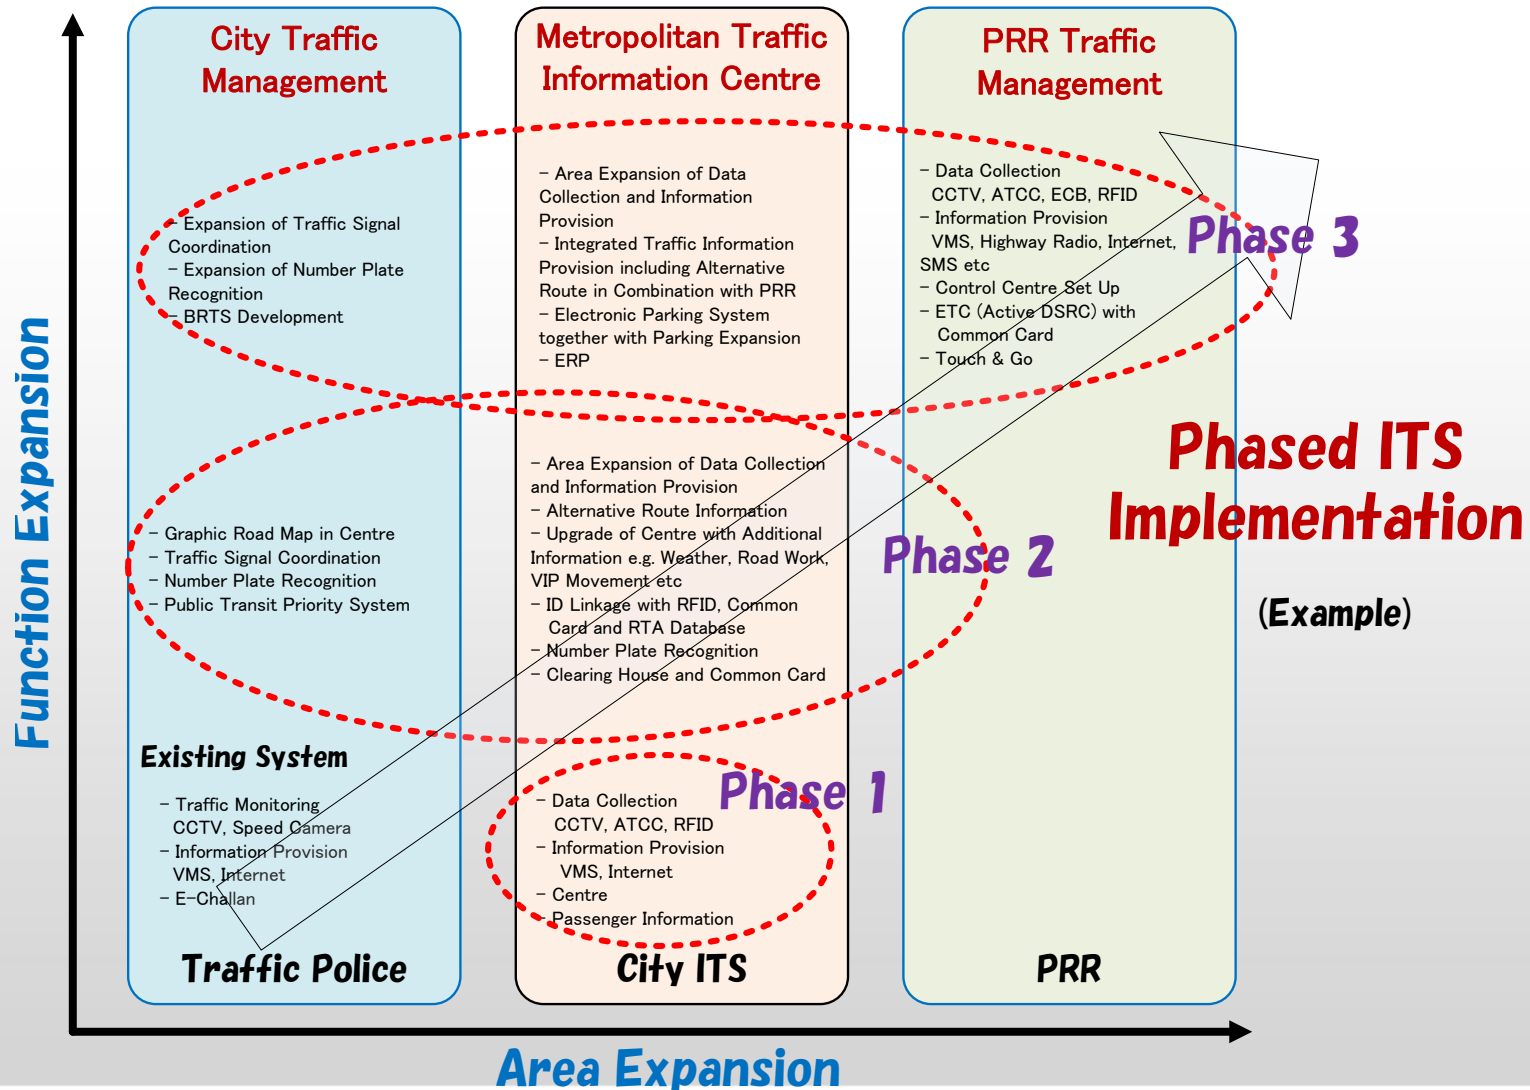 City Traffic
Management
- Expansion of Traffic Signal
Coordination
- Expansion of Number Plate
Recognition
- BRTS Development
- Graphic Road Map in Centre
- Traffic Signal Coordination
- Number Plate Recognition
- Public Transit Priority System
Existing System
- Traffic Monitoring
CCTV, Speed Camera
- Information Provision
VMS, Internet
- E-Challan
Traffic Police
Metropolitan Traffic
Information Centre
- Area Expansion of Data
Collection and Information
Provision
- Integrated Traffic Information
Provision including Alternative
Route in Combination with PRR
- Electronic Parking System
together with Parking Expansion
- ERP
- Area Expansion of Data Collection
and Information Provision
- Alternative Route Information
- Upgrade of Centre with Additional
Information e.g. Weather, Road Work,
VIP Movement etc
- ID Linkage with RFID, Common
Card and RTA Database
- Number Plate Recognition
- Clearing House and Common Card
- Data Collection
CCTV, ATCC, RFID
- Information Provision
VMS, Internet
- Centre
- Passenger Information
City ITS
PRR Traffic
Management
- Data Collection
CCTV, ATCC, ECB, RFID
- Information Provision
VMS, Highway Radio, Internet,
SMS etc
- Control Centre Set Up
- ETC (Active DSRC) with
Common Card
- Touch & Go
PRR
Phase 3
Phase 2
Phase 1
Phased ITS
Implementation
(Example)
Function Expansion
Area Expansion